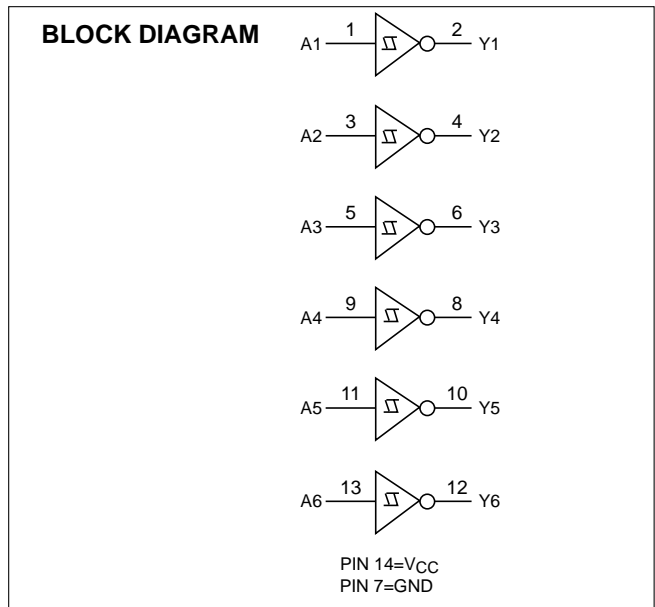 BLOCK DIAGRAM
A1 1 2 Y1
A2 3 4 Y2
A3 5 6 Y3
A4 9 8 Y4
A5 11 10 Y5
A6 13 12 Y6
PIN 14=VCC
PIN 7=GND